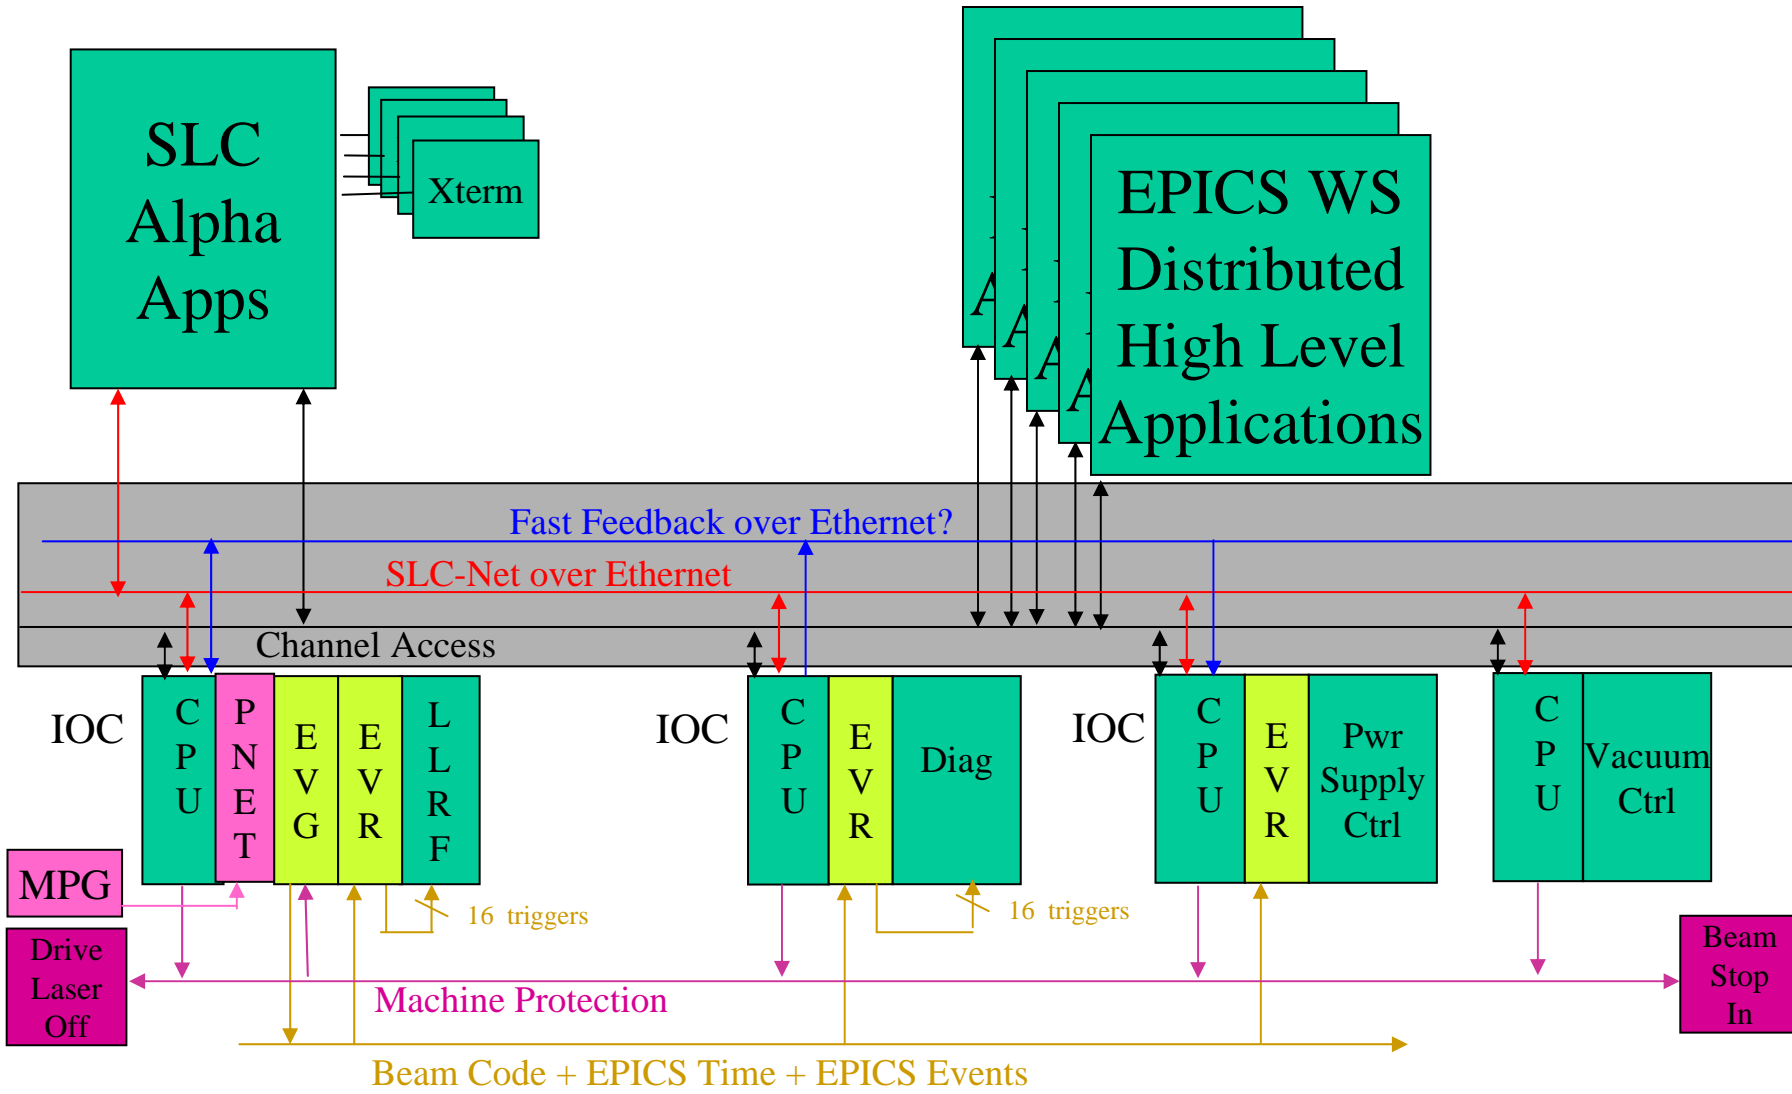 SLC
Alpha
Apps
Xterm
A
A
A
A
EPICS WS
Distributed
High Level
Applications
Fast Feedback over Ethernet?
SLC-Net over Ethernet
Channel Access
IOC
C
P
U
P
N
E
T
E
V
G
E
V
R
L
L
R
F
IOC
C
P
U
E
V
R
Diag
IOC
C
P
U
E
V
R
Pwr
Supply
Ctrl
C
P
U
Vacuum
Ctrl
MPG
16 triggers
16 triggers
Drive
Laser
Off
Machine Protection
Beam
Stop
In
Beam Code + EPICS Time + EPICS Events